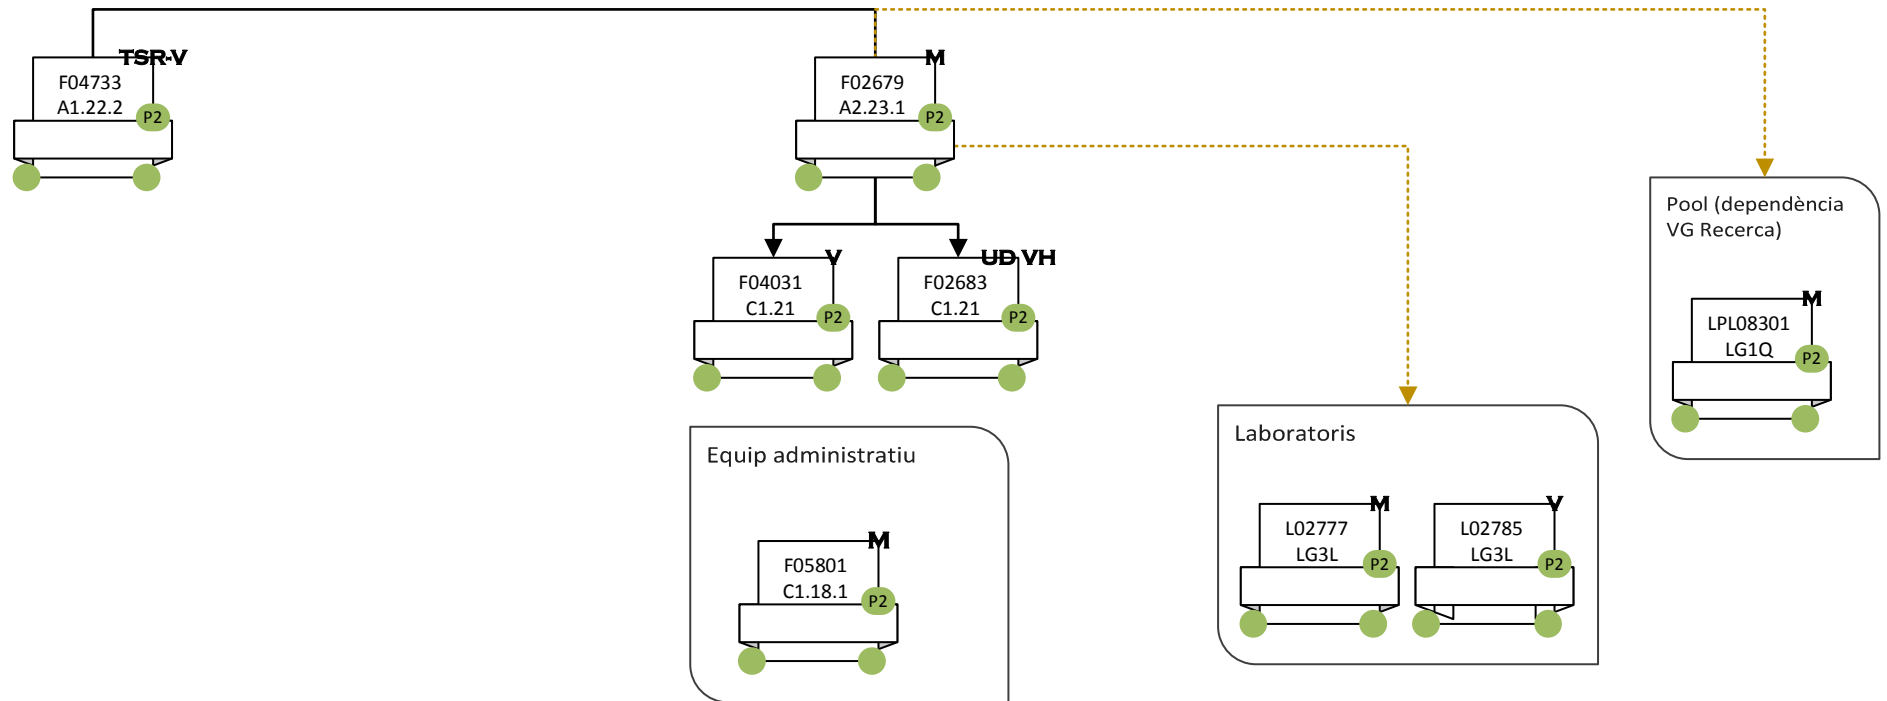 TSR-V
F04733
A1.22.2
P2
M
F02679
A2.23.1
P2
V
F04031
C1.21
P2
UD VH
F02683
C1.21
P2
Pool (dependència
VG Recerca)
M
LPL08301
LG1Q
P2
Equip administratiu
M
F05801
C1.18.1
P2
Laboratoris
M
L02777
LG3L
P2
V
L02785
LG3L
P2